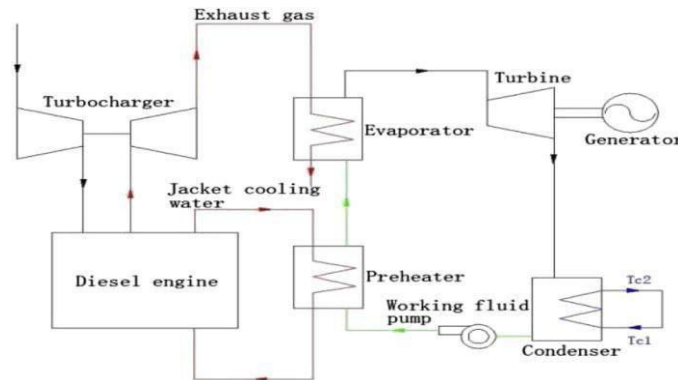 Exhaust gas
Turbocharger
Turbine
Evaporator
Generator
Jacket cooling
water
Diesel engine
Preheater
Tc2
Working fluid
pump
Tc1
Condenser